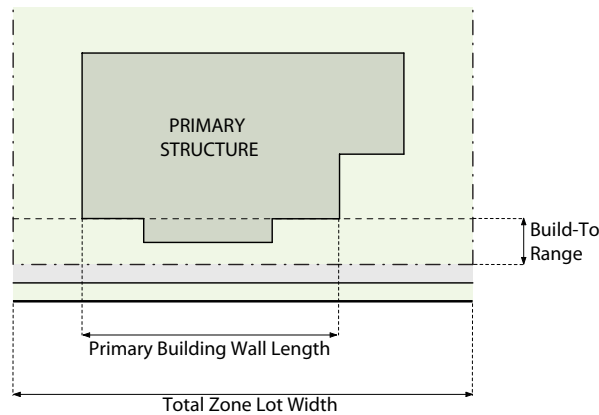 PRIMARY
STRUCTURE
Build-To
Range
Primary Building Wall Length
Total Zone Lot Width